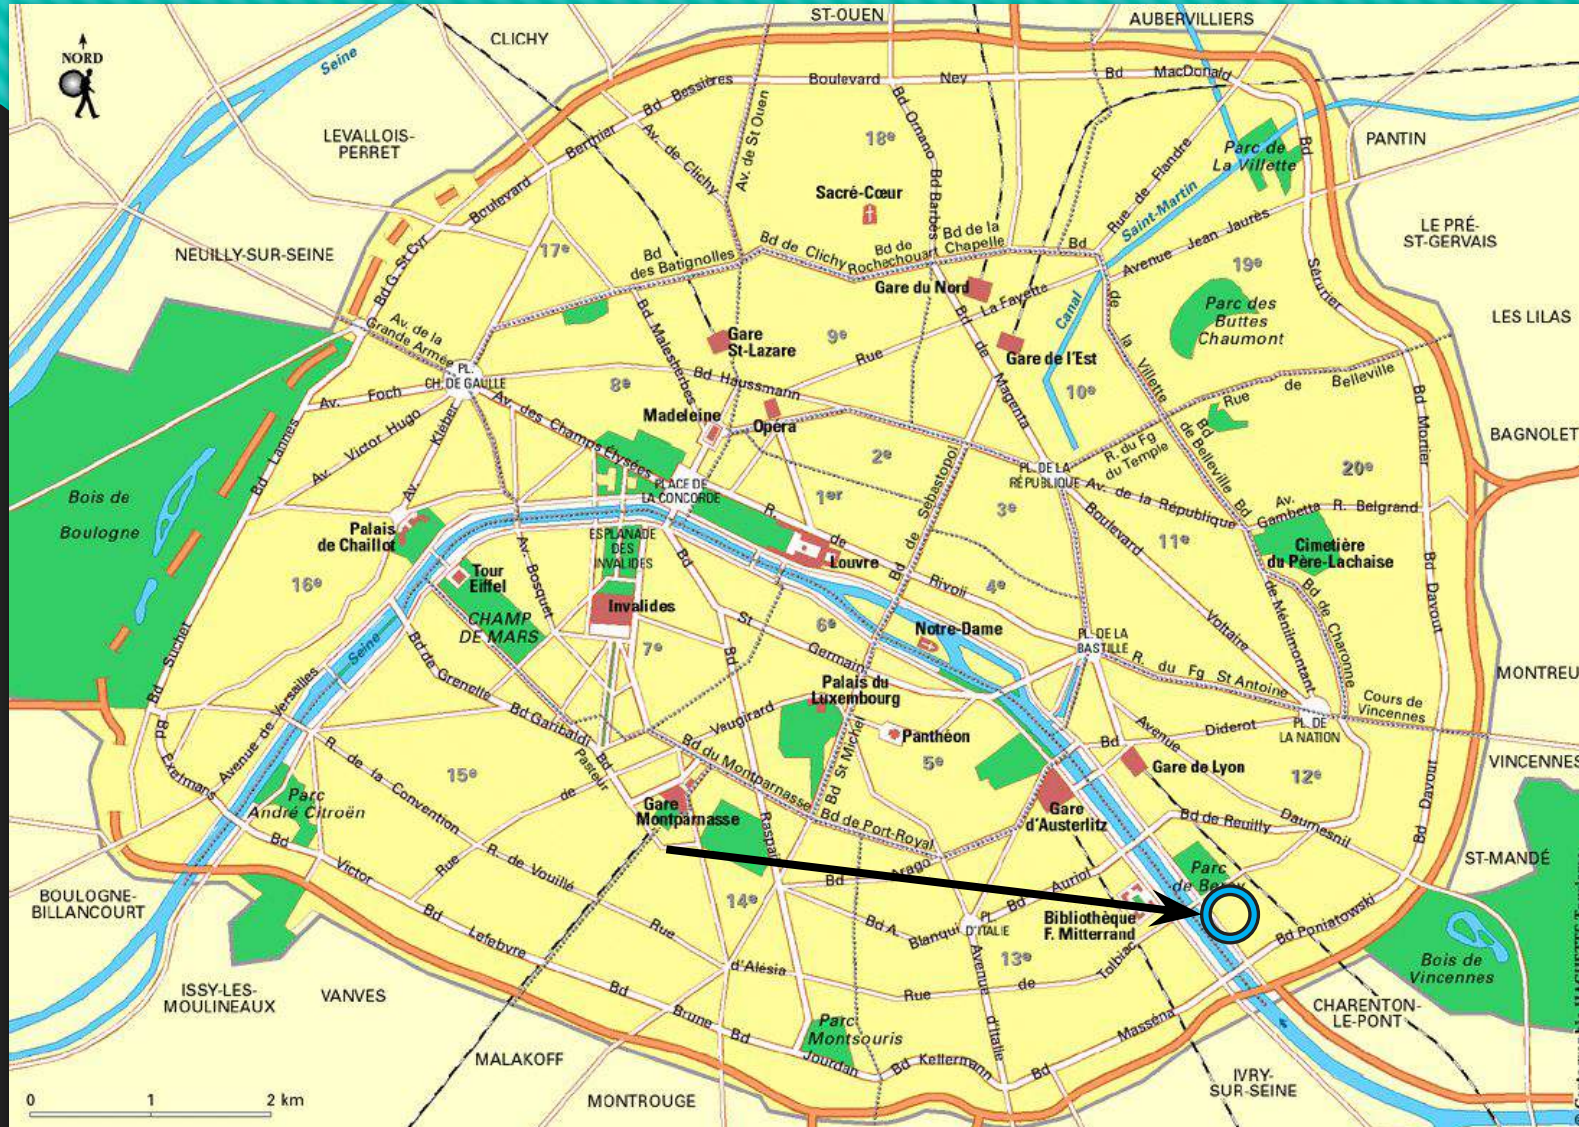 NORD
Seine
CLICHY
ST-OUEN
AUBERVILLIERS
LEVALLOIS-
PERRET
NEUILLY-SUR-SEINE
PANTIN
LE PRÉ-
ST-GERVAIS
LES LILAS
BAGNOLET
Boulevard Berthier
Bd Bessières
Boulevard Ney
Bd MacDonald
Av. de Clichy
Av. de St Ouen
Bd Ornano
Bd Barbès
18e
Sacré-Cœur
Rue de Flandre
Parc de
La Villette
Canal Saint-Martin
Avenue Jean Jaurès
Bd Sérurier
17e
Bd G. St Cyr
Bd
des Batignolles
Bd de Clichy
Bd de
Rochechouart
Bd de la
Chapelle
Bd de la Villette
19e
Gare du Nord
La Fayette
Rue
Parc des
Buttes
Chaumont
Av. de la
Grande Armée
Bd Malesherbes
Gare
St-Lazare
9e
Bd de Magenta
Gare de l'Est
10e
PL.
CH. DE GAULLE
8e
Bd Haussmann
Rue de Belleville
Av. Foch
Av. Victor Hugo
Av. Kléber
Av. des Champs Élysées
Madeleine
Opéra
2e
Bd Lannes
Bd Mortier
R. du Fg
du Temple
Bd
de Belleville
20e
PL. DE LA
RÉPUBLIQUE
Av. de la République
Bd de Ménilmontant
Av.
Gambetta
R. Belgrand
PLACE DE
LA CONCORDE
1er
Bd de Sebastopol
3e
Bois de
Boulogne
Palais
de Chaillot
ESPLANADE
DES
INVALIDES
R. de Rivoli
Louvre
Boulevard Voltaire
11e
Cimetière
du Père-Lachaise
16e
Tour
Eiffel
Av. Bosquet
Invalides
4e
Bd de Charonne
Bd Davout
CHAMP
DE MARS
Bd St Germain
6e
7e
Notre-Dame
PL. DE LA
BASTILLE
R. du Fg St Antoine
Cours de
Vincennes
MONTREU
Bd Suchet
Seine
Bd de Grenelle
Bd Raspail
Palais du
Luxembourg
Vaugirard
Rue de
Panthéon
Bd Diderot
PL. DE
LA NATION
Avenue Daumesnil
Avenue de Versailles
Bd Garibaldi
Bd
Pasteur
Bd du Montparnasse
Bd St Michel
5e
Gare de Lyon
12e
VINCENNES
Bd Exelmans
R. de la Convention
15e
Parc
André Citroën
Gare
Montparnasse
Bd de Port-Royal
Gare
d'Austerlitz
Bd de Reuilly
Bd Davout
ST-MANDÉ
Bd Victor
R. de Vouillé
Bd Arago
Bd Auriol
Parc
de Bercy
BOULOGNE-
BILLANCOURT
14e
Bd A. Blanqui
PL.
D'ITALIE
Bibliothèque
F. Mitterrand
Bd Poniatowski
Bd Lefebvre
Rue d'Alésia
13e
Rue de Tolbiac
Avenue d'Italie
Bois de
Vincennes
ISSY-LES-
MOULINEAUX
VANVES
Bd Brune
Parc
Montsouris
Bd Jourdan
Bd Kellermann
Bd Masséna
CHARENTON-
LE-PONT
MALAKOFF
MONTROUGE
IVRY-
SUR-SEINE
0 1 2 km